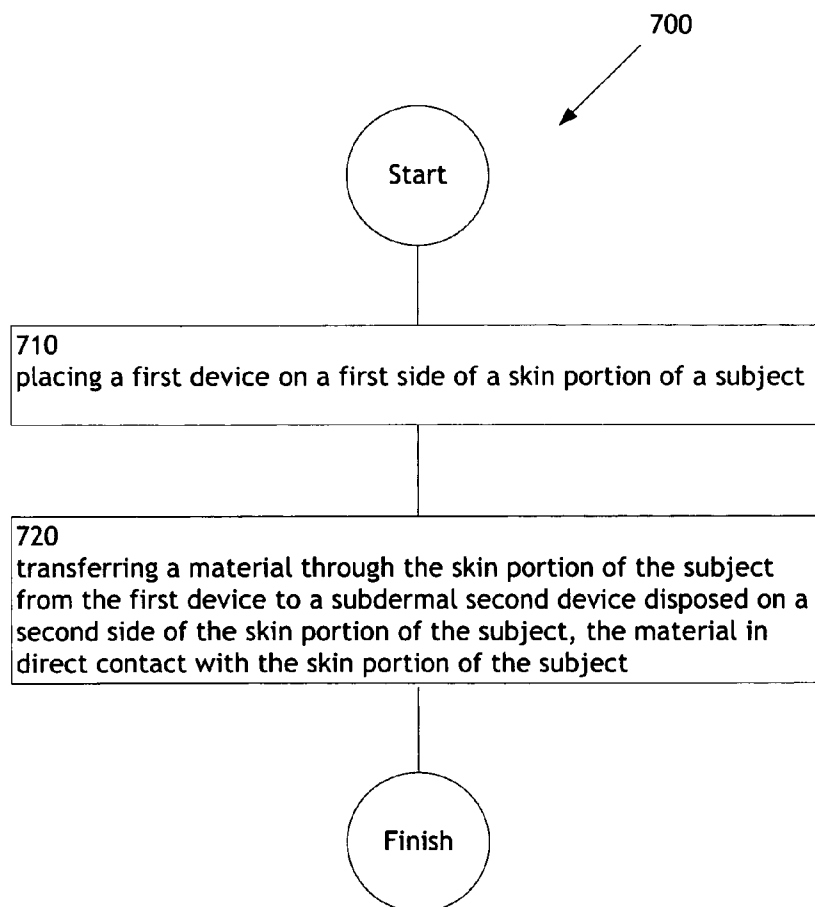 700
Start
710
placing a first device on a first side of a skin portion of a subject
720
transferring a material through the skin portion of the subject
from the first device to a subdermal second device disposed on a
second side of the skin portion of the subject, the material in
direct contact with the skin portion of the subject
Finish